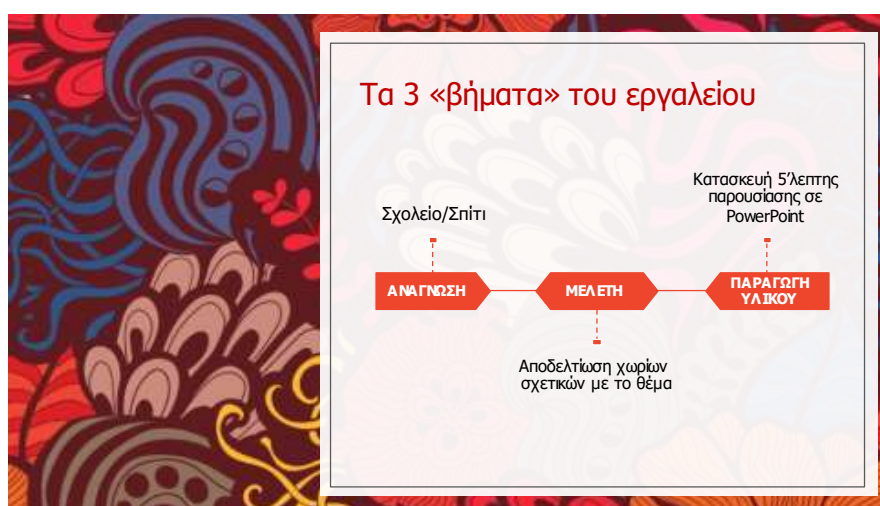 Τα 3 «βήματα» του εργαλείου
Σχολείο/Σπίτι
Κατασκευή 5’λεπτης
παρουσίασης σε
PowerPoint
ΑΝΑΓΝΩΣΗ
ΜΕΛΕΤΗ
ΠΑΡΑΓΩΓΗ
ΥΛΙΚΟΥ
Αποδελτίωση χωρίων
σχετικών με το θέμα